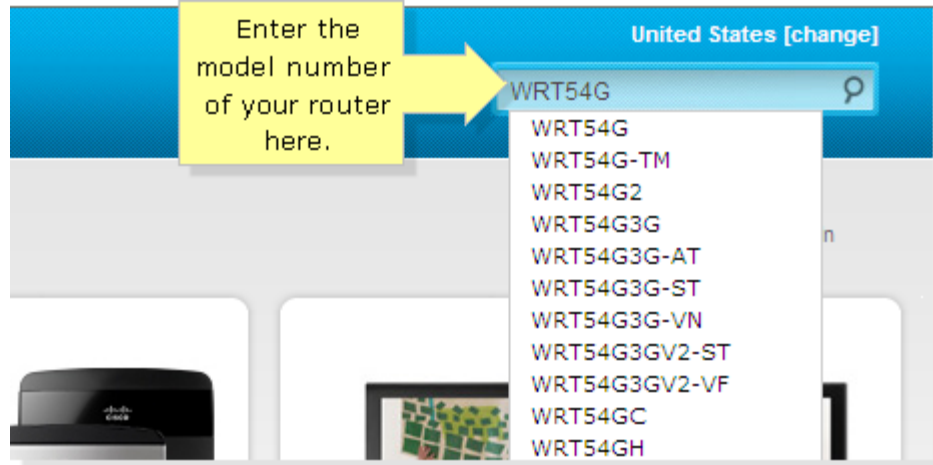 Enter the
model number
of your router
here.
United States [change]
WRT54G
WRT54G
WRT54G-TM
WRT54G2
WRT54G3G
WRT54G3G-AT
WRT54G3G-ST
WRT54G3G-VN
WRT54G3GV2-ST
WRT54G3GV2-VF
WRT54GC
WRT54GH
n
CISCO